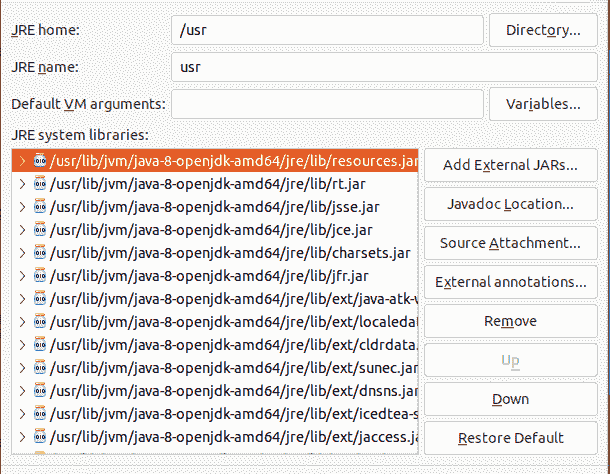 JRE home: /usr Directory...
JRE name: usr
Default VM arguments: Variables...
JRE system libraries:
/usr/lib/jvm/java-8-openjdk-amd64/jre/lib/resources.jar
/usr/lib/jvm/java-8-openjdk-amd64/jre/lib/rt.jar
/usr/lib/jvm/java-8-openjdk-amd64/jre/lib/jsse.jar
/usr/lib/jvm/java-8-openjdk-amd64/jre/lib/jce.jar
/usr/lib/jvm/java-8-openjdk-amd64/jre/lib/charsets.jar
/usr/lib/jvm/java-8-openjdk-amd64/jre/lib/jfr.jar
/usr/lib/jvm/java-8-openjdk-amd64/jre/lib/ext/java-atk-
/usr/lib/jvm/java-8-openjdk-amd64/jre/lib/ext/localedat
/usr/lib/jvm/java-8-openjdk-amd64/jre/lib/ext/cldrdata.
/usr/lib/jvm/java-8-openjdk-amd64/jre/lib/ext/sunec.jar
/usr/lib/jvm/java-8-openjdk-amd64/jre/lib/ext/dnsns.jar
/usr/lib/jvm/java-8-openjdk-amd64/jre/lib/ext/icedtea-s
/usr/lib/jvm/java-8-openjdk-amd64/jre/lib/ext/jaccess.ja
Add External JARs...
Javadoc Location...
Source Attachment...
External annotations...
Remove
Up
Down
Restore Default